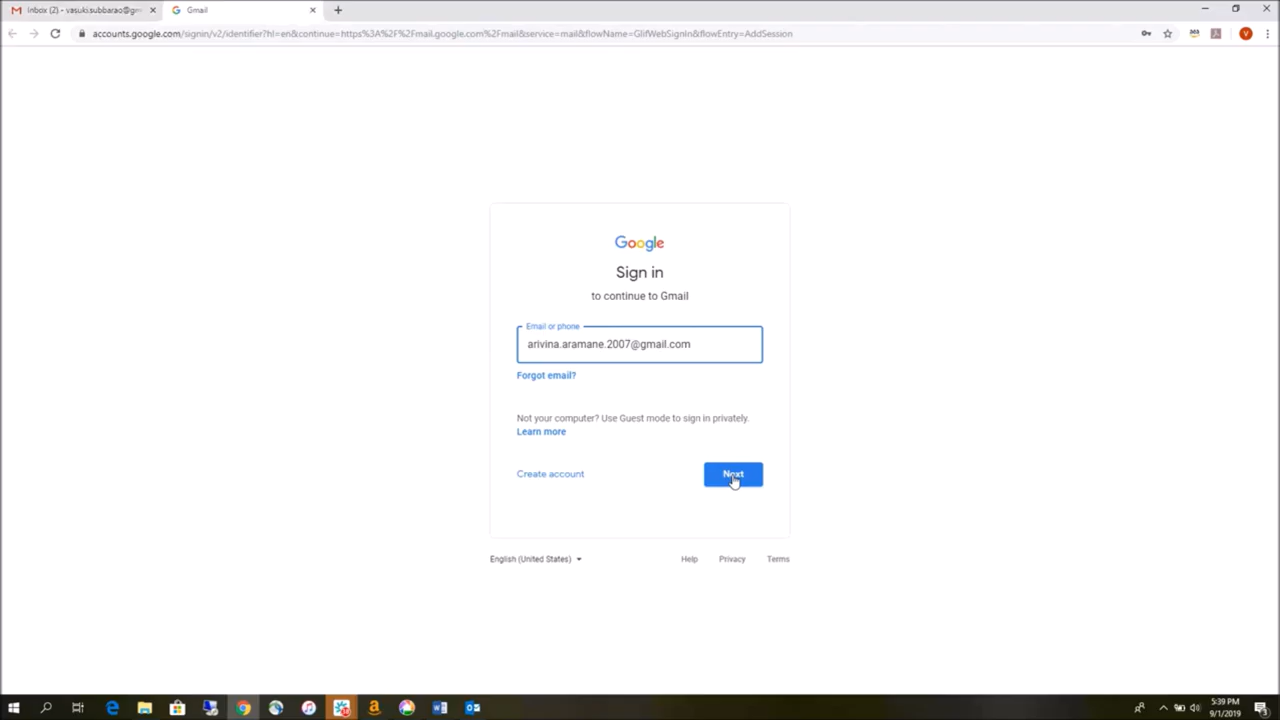 Inbox (2) - vasuki.subbarao@gm
Gmail
accounts.google.com/signin/v2/identifier?hl=en&continue=https%3A%2F%2Fmail.google.com%2Fmail&service=mail&flowName=GlifWebSignIn&flowEntry=AddSession
V
Google
Sign in
to continue to Gmail
Email or phone
arivina.aramane.2007@gmail.com
Forgot email?
Not your computer? Use Guest mode to sign in privately.
Learn more
Create account
Next
English (United States)
Help
Privacy
Terms
5:39 PM
9/1/2019